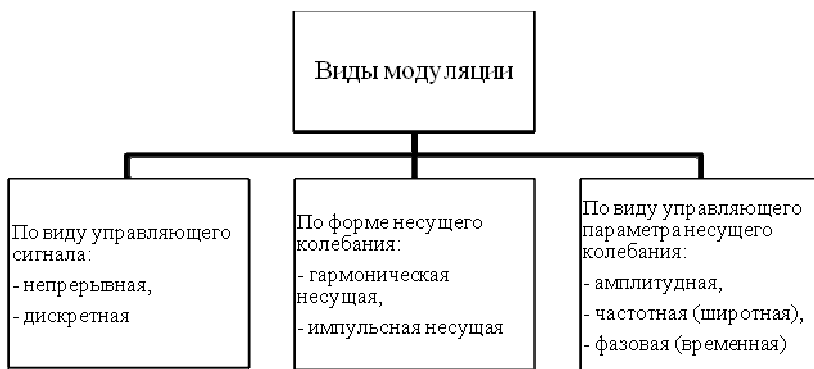 Виды модуляции
По виду управляющего
сигнала:
- непрерывная,
- дискретная
По форме несущего
колебания:
- гармоническая
несущая,
- импульсная несущая
По виду управляющего
параметра несущего
колебания:
- амплитудная,
- частотная (широтная),
- фазовая (временная)